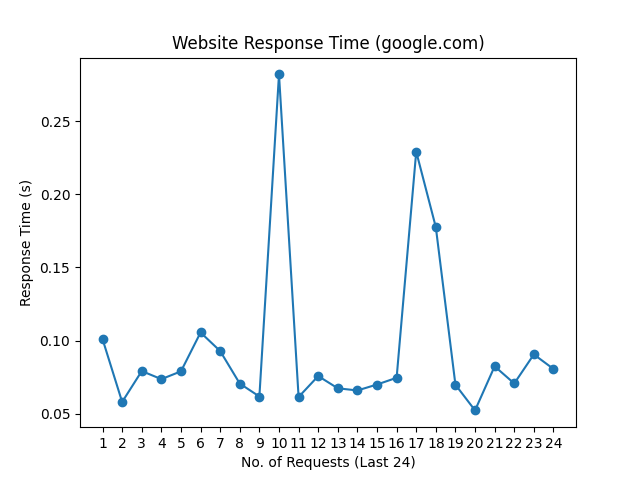 Website Response Time (google.com)
Response Time (s)
0.25
0.20
0.15
0.10
0.05
1 2 3 4 5 6 7 8 9 10 11 12 13 14 15 16 17 18 19 20 21 22 23 24
No. of Requests (Last 24)